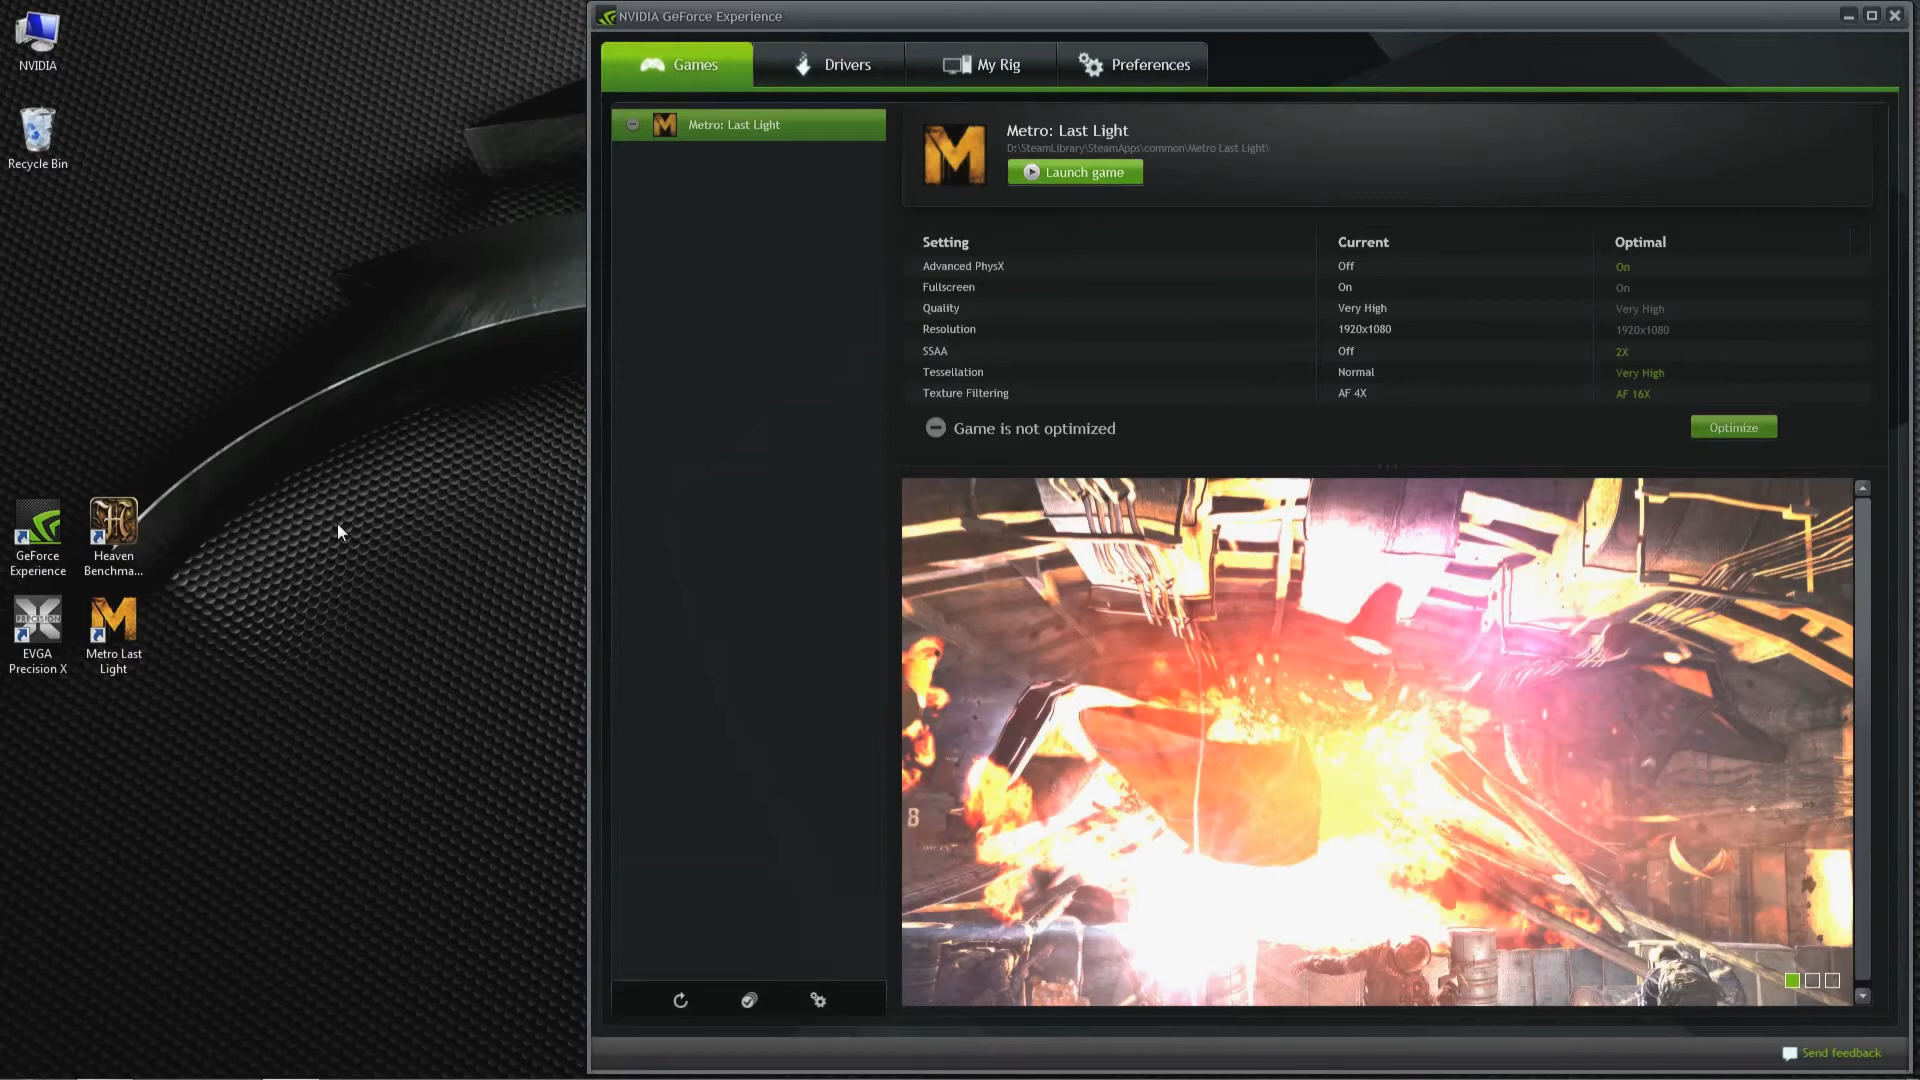 NVIDIA
Recycle Bin
GeForce
Experience
Heaven
Benchma...
EVGA
Precision X
Metro Last
Light
PRECISION
NVIDIA GeForce Experience
Games
Drivers
My Rig
Preferences
Metro: Last Light
Metro: Last Light
D:\SteamLibrary\SteamApps\common\Metro Last Light\
Launch game
Setting Current Optimal
Advanced PhysX Off On
Fullscreen On On
Quality Very High Very High
Resolution 1920x1080 1920x1080
SSAA Off 2X
Tessellation Normal Very High
Texture Filtering AF 4X AF 16X
Game is not optimized
Optimize
8
Send feedback